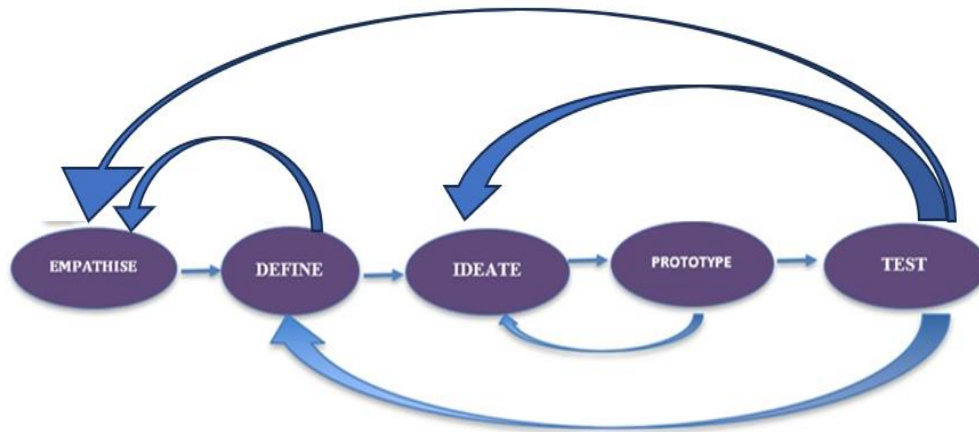 EMPATHISE
DEFINE
IDEATE
PROTOTYPE
TEST